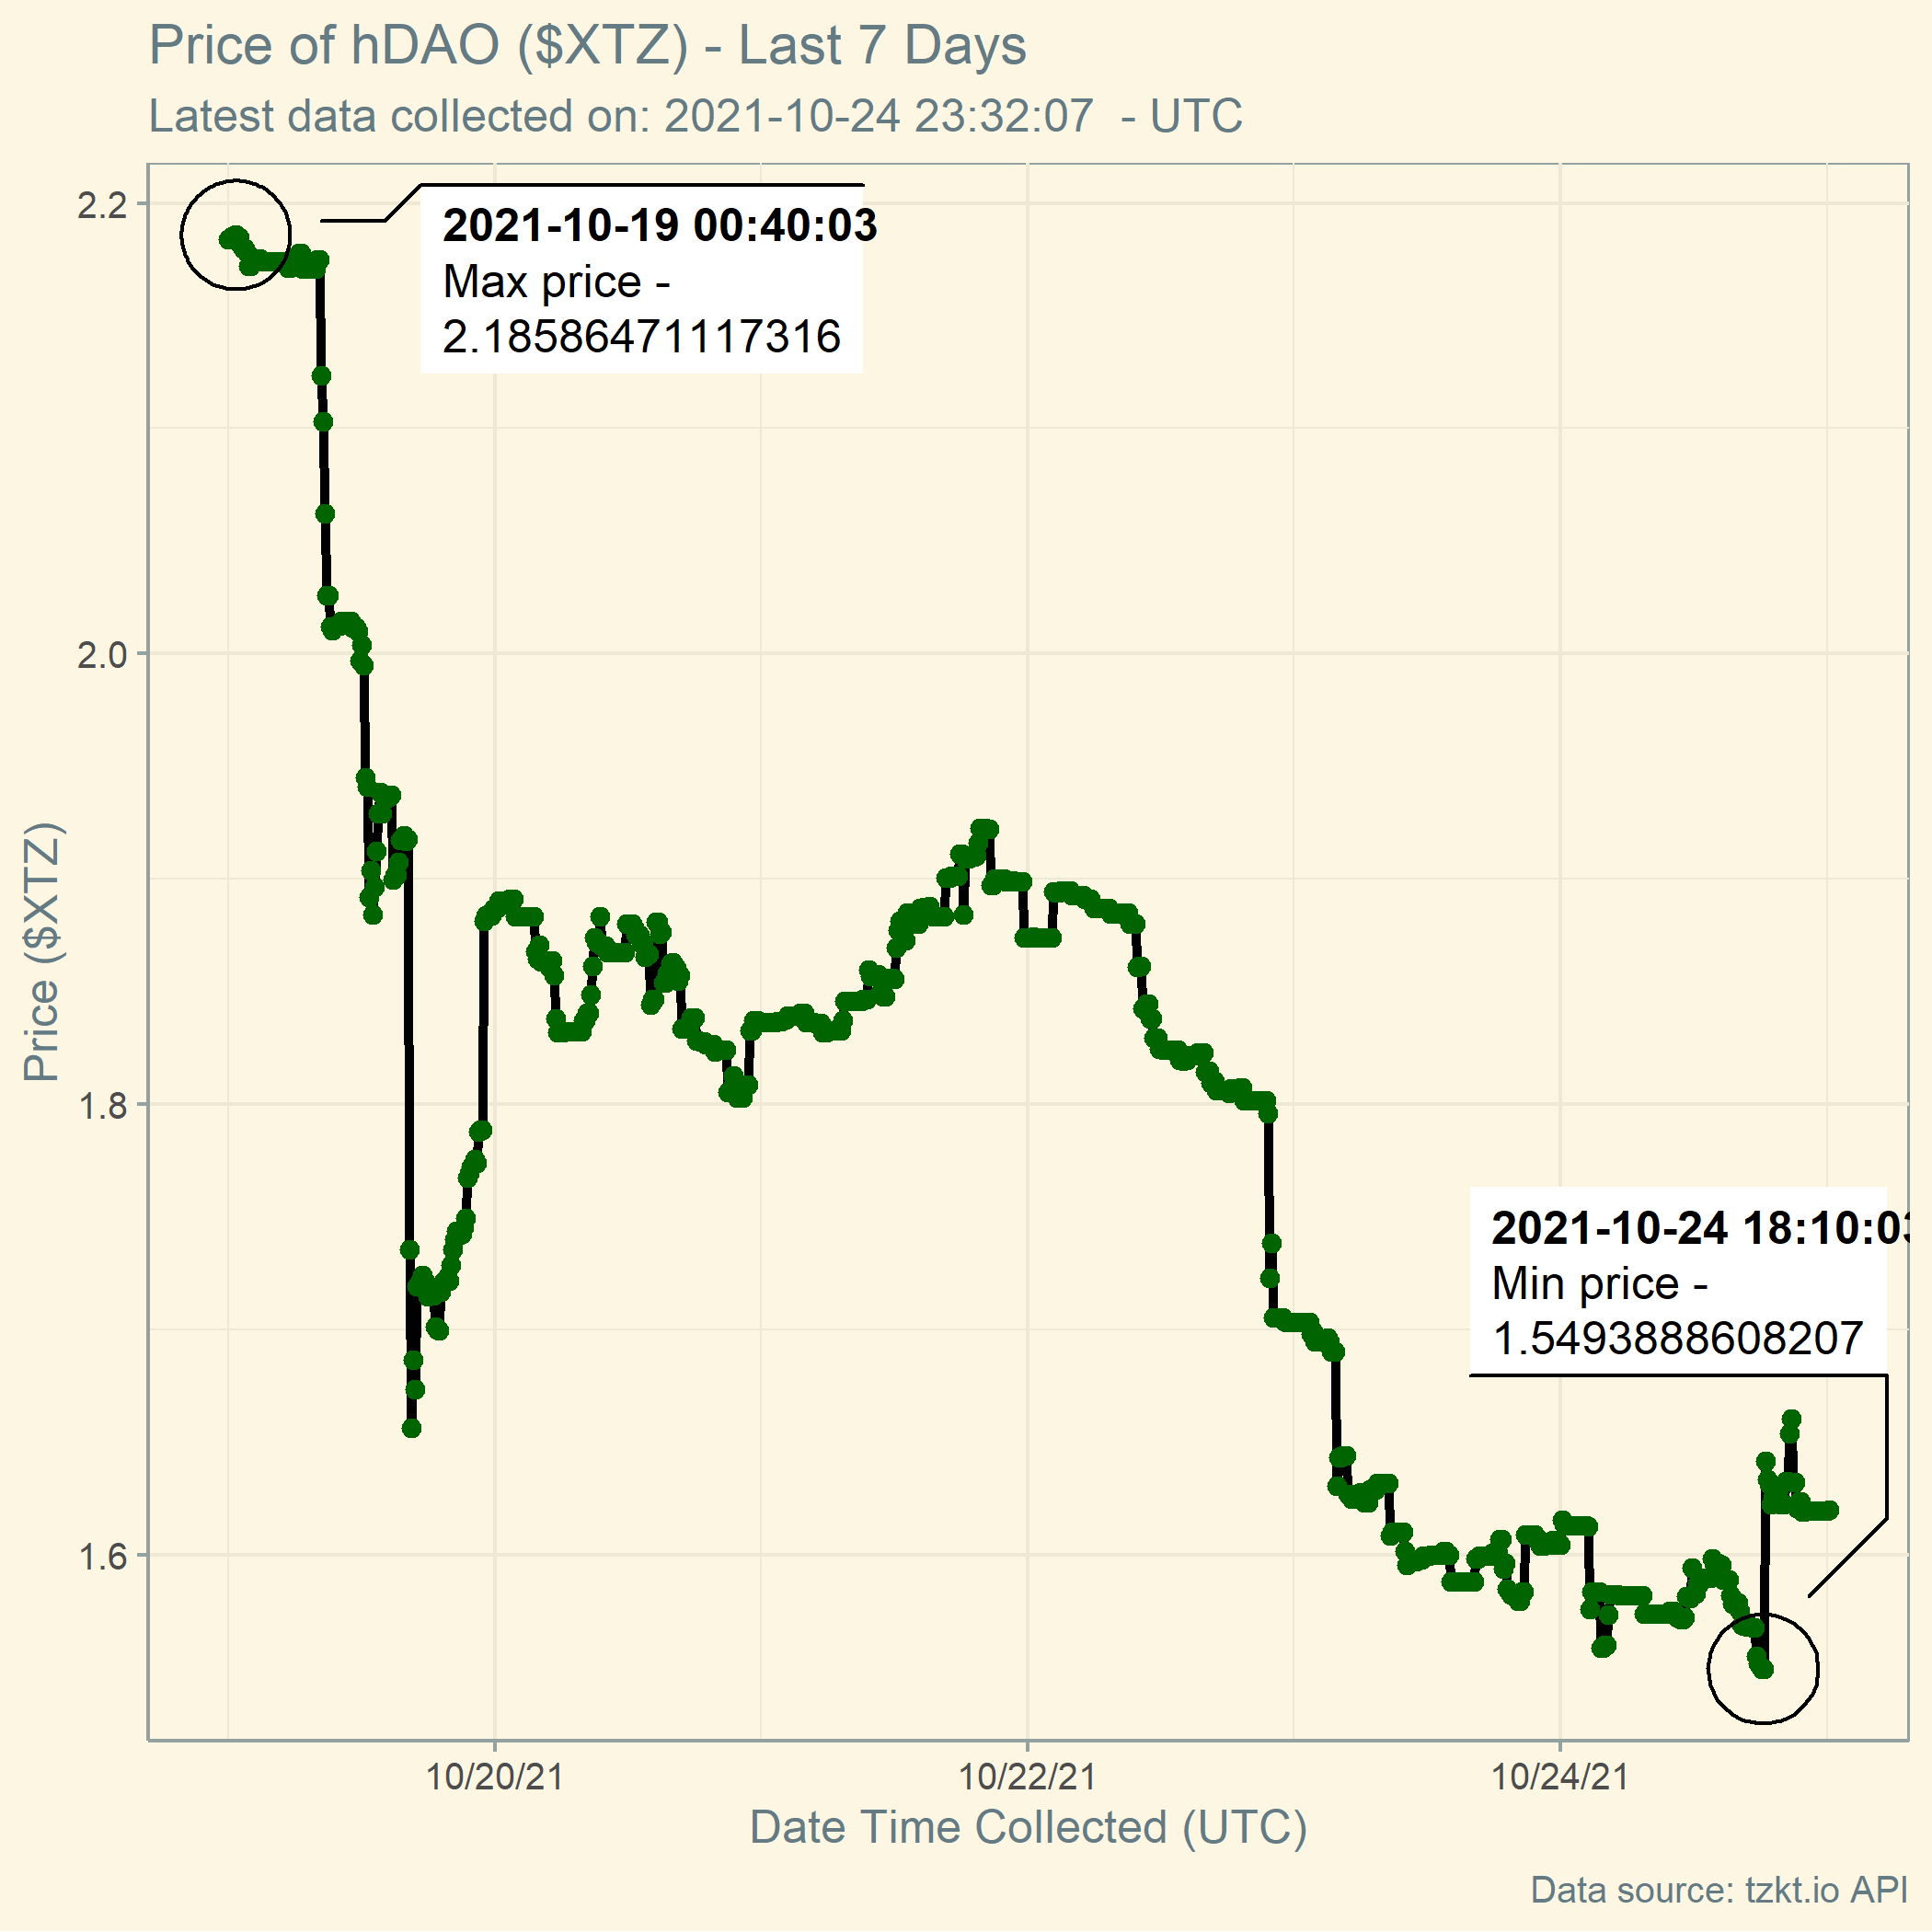 Price of hDAO ($XTZ) - Last 7 Days
Latest data collected on: 2021-10-24 23:32:07  - UTC
2021-10-19 00:40:03
Max price -
2.18586471117316
2.2
2.0
1.8
1.6
Price ($XTZ)
2021-10-24 18:10:03
Min price -
1.5493888608207
10/20/21
10/22/21
10/24/21
Date Time Collected (UTC)
Data source: tzkt.io API